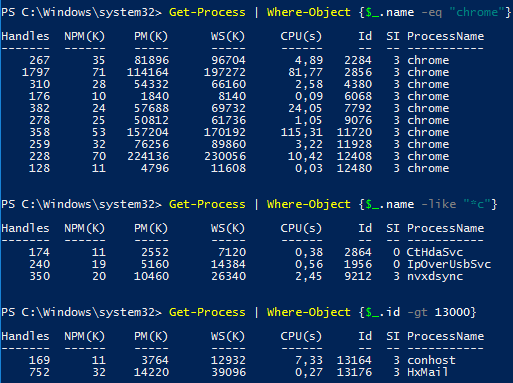 PS C:\Windows\system32> Get-Process | Where-Object {$_.name -eq "chrome"}
Handles NPM(K) PM(K) WS(K) CPU(s) Id SI ProcessName
------- ------ ----- ----- ------ -- -- -----------
267 35 81896 96704 4,89 2284 3 chrome
1797 71 114164 197272 81,77 2856 3 chrome
310 28 54332 66160 2,58 4380 3 chrome
176 10 1840 8140 0,09 6068 3 chrome
382 24 57688 69732 24,05 7792 3 chrome
278 25 50812 61736 1,05 9076 3 chrome
358 53 157204 170192 115,31 11720 3 chrome
259 32 76256 89860 3,22 11928 3 chrome
228 70 224136 230056 10,42 12408 3 chrome
128 11 4796 11608 0,03 12480 3 chrome
PS C:\Windows\system32> Get-Process | Where-Object {$_.name -like "*c"}
Handles NPM(K) PM(K) WS(K) CPU(s) Id SI ProcessName
------- ------ ----- ----- ------ -- -- -----------
174 11 2552 7120 0,38 2864 0 CtHdaSvc
240 19 5160 14384 0,56 1956 0 IpOverUsbSvc
350 20 10460 26340 2,45 9212 3 nvxdsync
PS C:\Windows\system32> Get-Process | Where-Object {$_.id -gt 13000}
Handles NPM(K) PM(K) WS(K) CPU(s) Id SI ProcessName
------- ------ ----- ----- ------ -- -- -----------
169 11 3764 12932 7,33 13164 3 conhost
752 32 14220 39096 0,27 13176 3 HxMail